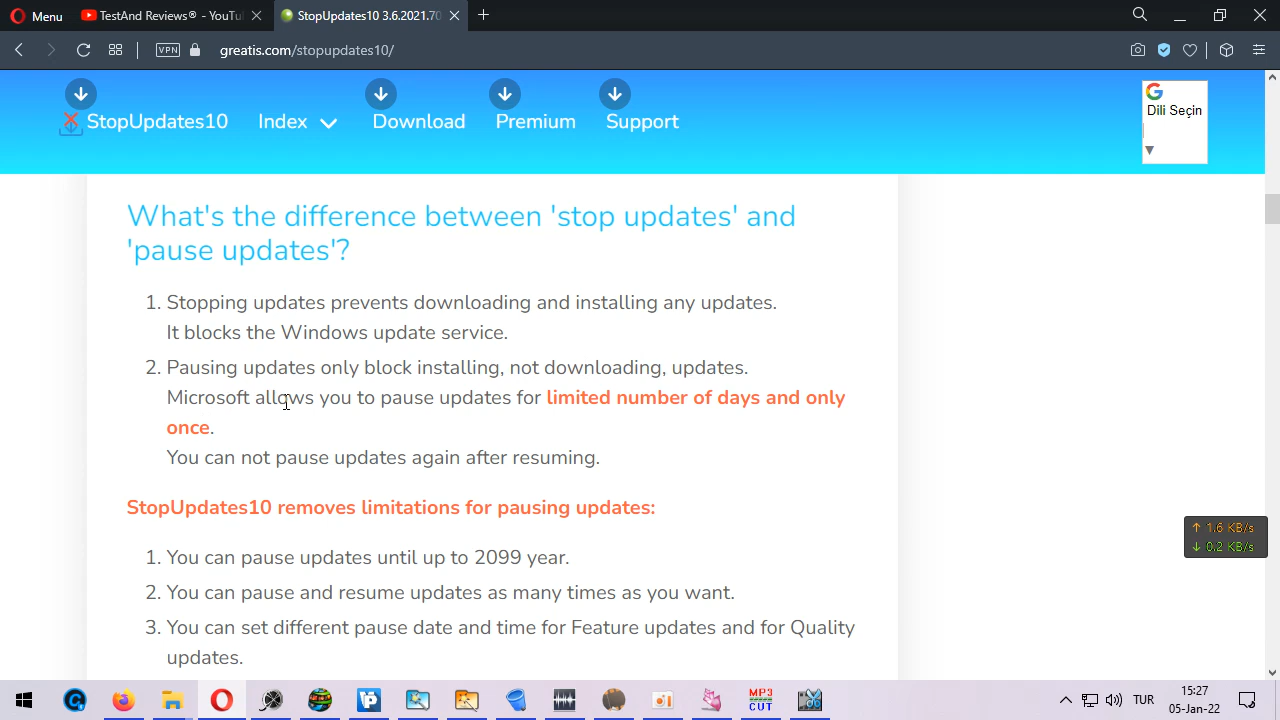 Menu
TestAnd Reviews® - YouTu
StopUpdates10 3.6.2021.70
VPN
greatis.com/stopupdates10/
StopUpdates10
Index
Download
Premium
Support
G
Dili Seçin
▼
What's the difference between 'stop updates' and
'pause updates'?
1. Stopping updates prevents downloading and installing any updates.
It blocks the Windows update service.
2. Pausing updates only block installing, not downloading, updates.
Microsoft allows you to pause updates for limited number of days and only
once.
You can not pause updates again after resuming.
StopUpdates10 removes limitations for pausing updates:
1. You can pause updates until up to 2099 year.
2. You can pause and resume updates as many times as you want.
3. You can set different pause date and time for Feature updates and for Quality
updates.
↑ 1.6 KB/s
↓ 0.2 KB/s
MP3
CUT
TUR
15:27
05-Jan-22